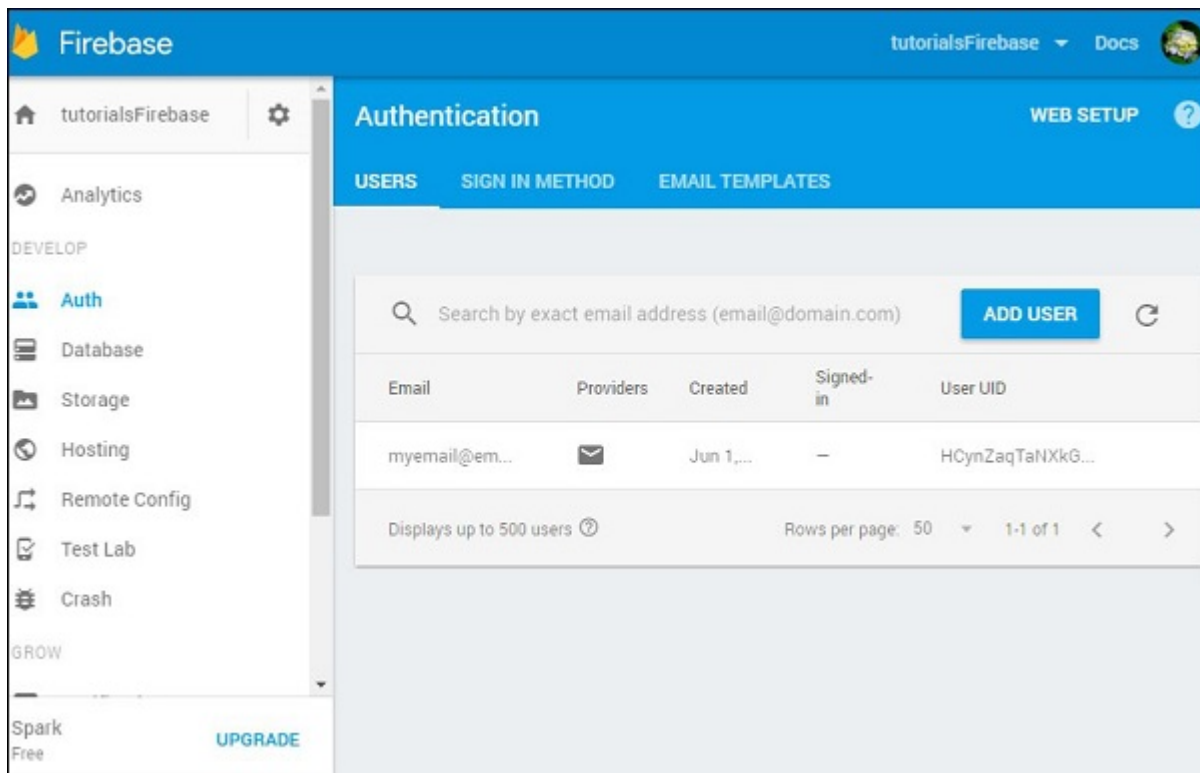 Firebase
tutorialsFirebase
Docs
tutorialsFirebase
Analytics
DEVELOP
Auth
Database
Storage
Hosting
Remote Config
Test Lab
Crash
GROW
Spark
Free
UPGRADE
Authentication
WEB SETUP
?
USERS SIGN IN METHOD EMAIL TEMPLATES
Search by exact email address (email@domain.com)
ADD USER
Email Providers Created Signed-
in User UID
myemail@em... Jun 1,... – HCynZaqTaNXkG...
Displays up to 500 users ? Rows per page: 50 1-1 of 1 < >